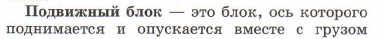 Подвижный блок — это блок, ось которого
поднимается и опускается вместе с грузом